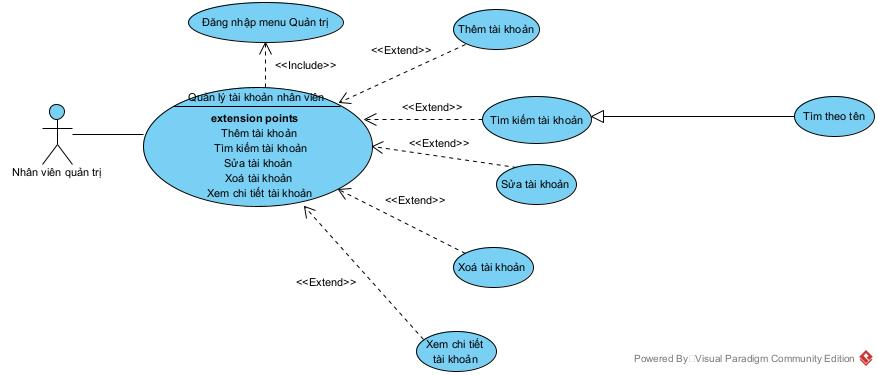 Đăng nhập menu Quản trị
<<Include>>
Quản lý tài khoản nhân viên
extension points
Thêm tài khoản
Tìm kiếm tài khoản
Sửa tài khoản
Xoá tài khoản
Xem chi tiết tài khoản
Nhân viên quản trị
<<Extend>>
Thêm tài khoản
<<Extend>>
Tìm kiếm tài khoản
Tìm theo tên
<<Extend>>
Sửa tài khoản
<<Extend>>
Xoá tài khoản
<<Extend>>
Xem chi tiết
tài khoản
Powered By Visual Paradigm Community Edition